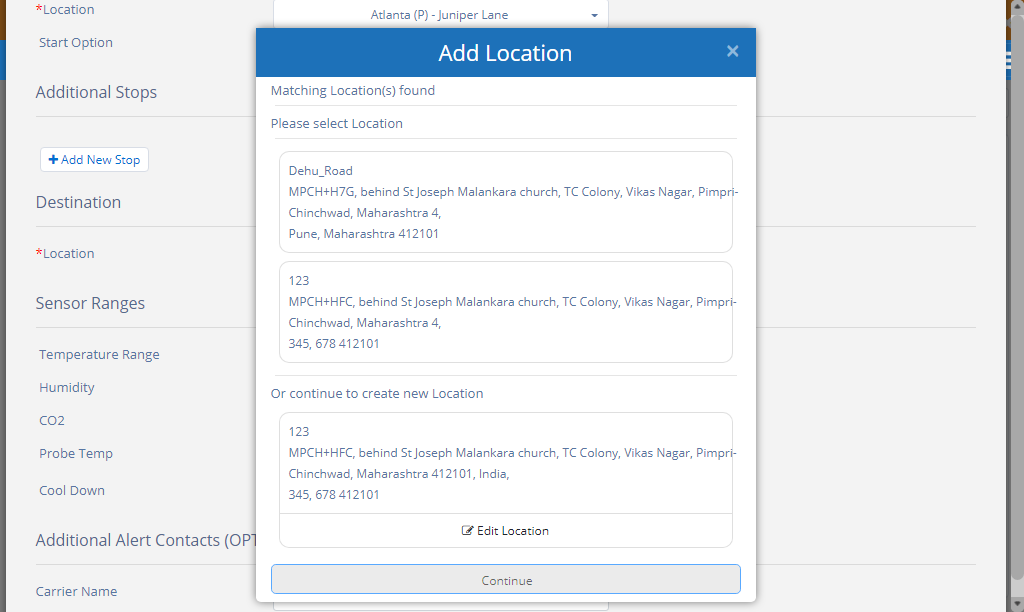 *Location
Atlanta (P) - Juniper Lane
Start Option
Additional Stops
Add New Stop
Destination
*Location
Sensor Ranges
Temperature Range
Humidity
CO2
Probe Temp
Cool Down
Additional Alert Contacts (OPT
Carrier Name
Add Location
×
Matching Location(s) found
Please select Location
Dehu_Road
MPCH+H7G, behind St Joseph Malankara church, TC Colony, Vikas Nagar, Pimpri-
Chinchwad, Maharashtra 4,
Pune, Maharashtra 412101
123
MPCH+HFC, behind St Joseph Malankara church, TC Colony, Vikas Nagar, Pimpri-
Chinchwad, Maharashtra 4,
345, 678 412101
Or continue to create new Location
123
MPCH+HFC, behind St Joseph Malankara church, TC Colony, Vikas Nagar, Pimpri-
Chinchwad, Maharashtra 412101, India,
345, 678 412101
Edit Location
Continue